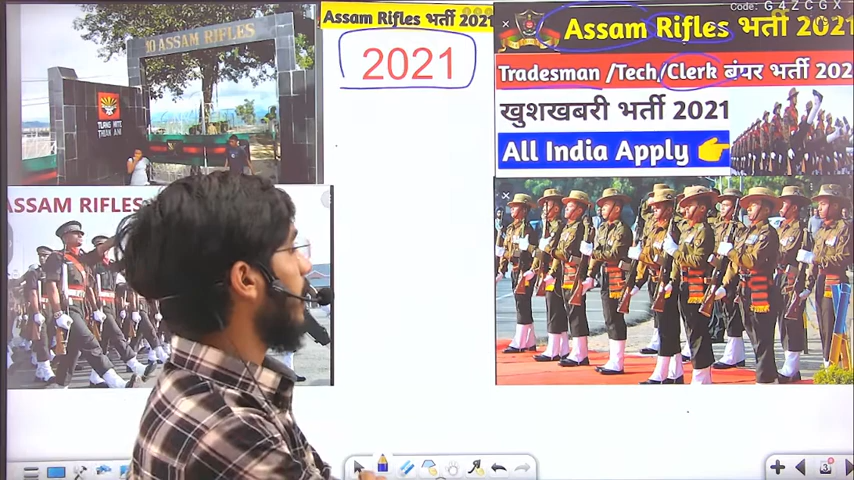 Code: G4ZCGX
10 ASSAM RIFLES
Assam Rifles भर्ती 2021
2021
Assam Rifles भर्ती 2021
Tradesman /Tech/Clerk बंपर भर्ती 202
खुशखबरी भर्ती 2021
All India Apply
ASSAM RIFLES